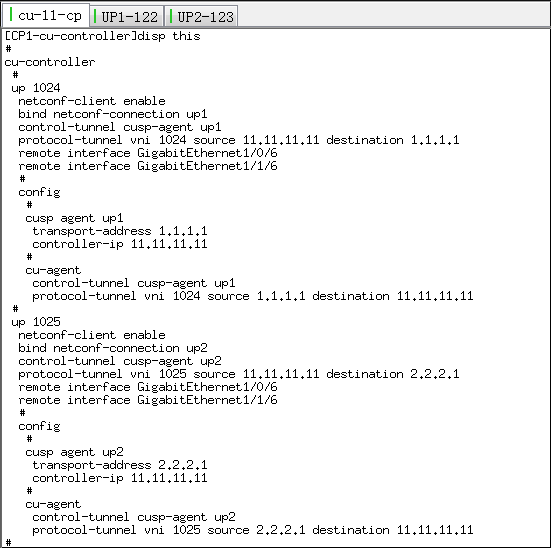 cu-11-cp UP1-122 UP2-123
[CP1-cu-controller]disp this
#
cu-controller
#
up 1024
netconf-client enable
bind netconf-connection up1
control-tunnel cusp-agent up1
protocol-tunnel vni 1024 source 11.11.11.11 destination 1.1.1.1
remote interface GigabitEthernet1/0/6
remote interface GigabitEthernet1/1/6
#
config
#
cusp agent up1
transport-address 1.1.1.1
controller-ip 11.11.11.11
#
cu-agent
control-tunnel cusp-agent up1
protocol-tunnel vni 1024 source 1.1.1.1 destination 11.11.11.11
#
up 1025
netconf-client enable
bind netconf-connection up2
control-tunnel cusp-agent up2
protocol-tunnel vni 1025 source 11.11.11.11 destination 2.2.2.1
remote interface GigabitEthernet1/0/6
remote interface GigabitEthernet1/1/6
#
config
#
cusp agent up2
transport-address 2.2.2.1
controller-ip 11.11.11.11
#
cu-agent
control-tunnel cusp-agent up2
protocol-tunnel vni 1025 source 2.2.2.1 destination 11.11.11.11
#